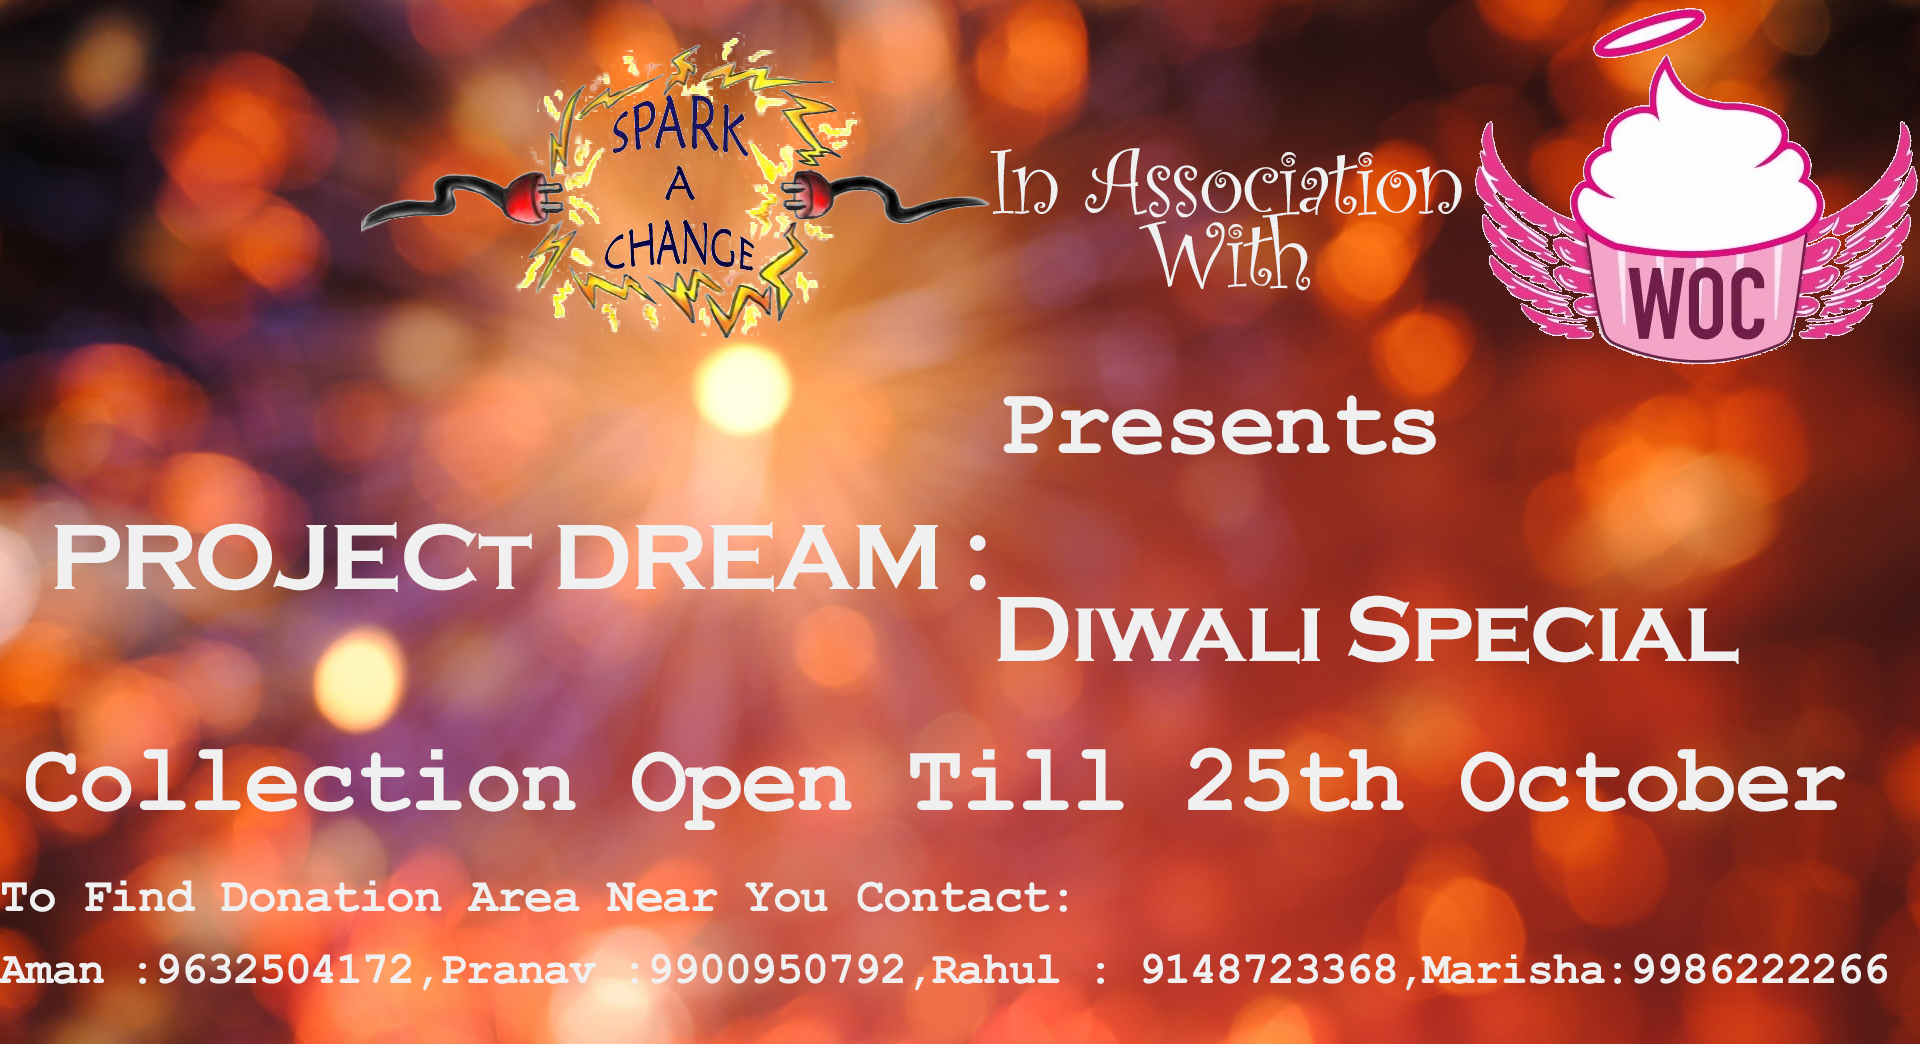 SPARK
A
CHANGE
In Association
With
WOC
Presents
PROJECT DREAM :
DIWALI SPECIAL
Collection Open Till 25th October
To Find Donation Area Near You Contact:
Aman :9632504172,Pranav :9900950792,Rahul : 9148723368,Marisha:9986222266